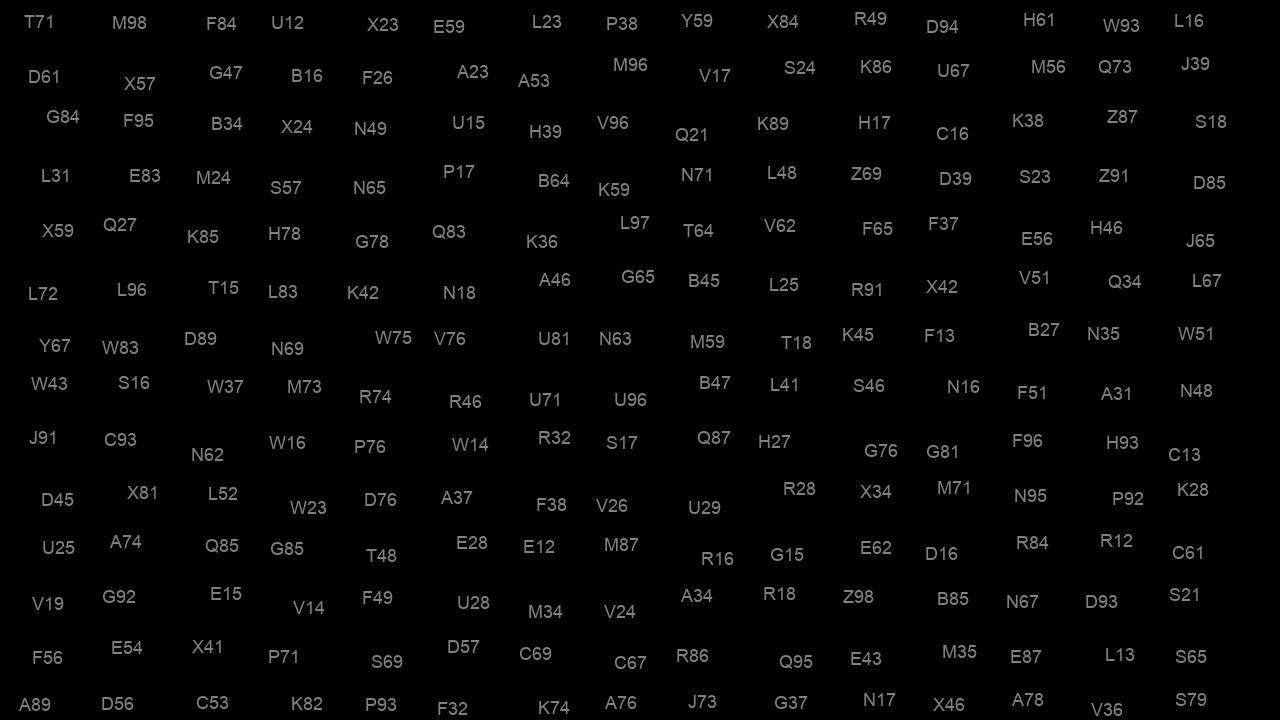 T71 M98 F84 U12 X23 E59 L23 P38 Y59 X84 R49 D94 H61 W93 L16
D61 X57 G47 B16 F26 A23 A53 M96 V17 S24 K86 U67 M56 Q73 J39
G84 F95 B34 X24 N49 U15 H39 V96 Q21 K89 H17 C16 K38 Z87 S18
L31 E83 M24 S57 N65 P17 B64 K59 N71 L48 Z69 D39 S23 Z91 D85
X59 Q27 K85 H78 G78 Q83 K36 L97 T64 V62 F65 F37 E56 H46 J65
L72 L96 T15 L83 K42 N18 A46 G65 B45 L25 R91 X42 V51 Q34 L67
Y67 W83 D89 N69 W75 V76 U81 N63 M59 T18 K45 F13 B27 N35 W51
W43 S16 W37 M73 R74 R46 U71 U96 B47 L41 S46 N16 F51 A31 N48
J91 C93 N62 W16 P76 W14 R32 S17 Q87 H27 G76 G81 F96 H93 C13
D45 X81 L52 W23 D76 A37 F38 V26 U29 R28 X34 M71 N95 P92 K28
U25 A74 Q85 G85 T48 E28 E12 M87 R16 G15 E62 D16 R84 R12 C61
V19 G92 E15 V14 F49 U28 M34 V24 A34 R18 Z98 B85 N67 D93 S21
F56 E54 X41 P71 S69 D57 C69 C67 R86 Q95 E43 M35 E87 L13 S65
A89 D56 C53 K82 P93 F32 K74 A76 J73 G37 N17 X46 A78 V36 S79